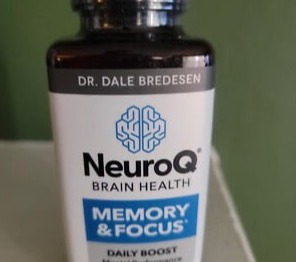 DR. DALE BREDESEN
NeuroQ®
BRAIN HEALTH
MEMORY
& FOCUS*
DAILY BOOST